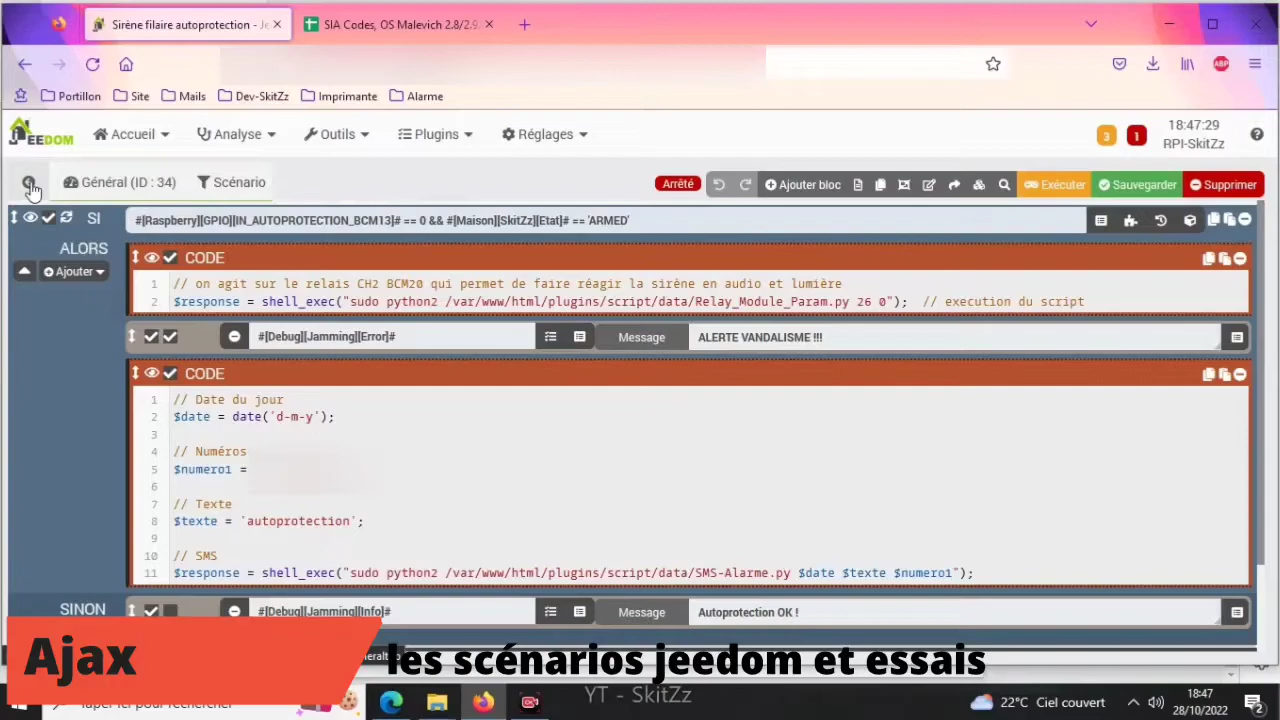 Sirène filaire autoprotection - Je
SIA Codes, OS Malevich 2.8/2.9.
ABP
Portillon
Site
Mails
Dev-SkitZz
Imprimante
Alarme
JEEDOM
Accueil
Analyse
Outils
Plugins
Réglages
3
1
18:47:29
RPI-SkitZz
Général (ID : 34)
Scénario
Arrêté
Ajouter bloc
Exécuter
Sauvegarder
Supprimer
SI
#[Raspberry][GPIO][IN_AUTOPROTECTION_BCM13]# == 0 && #[Maison][SkitZz][Etat]# == 'ARMED'
ALORS
Ajouter
CODE
1 // on agit sur le relais CH2 BCM20 qui permet de faire réagir la sirène en audio et lumière
2 $response = shell_exec("sudo python2 /var/www/html/plugins/script/data/Relay_Module_Param.py 26 0"); // execution du script
#[Debug][Jamming][Error]#
Message
ALERTE VANDALISME !!!
CODE
1 // Date du jour
2 $date = date('d-m-y');
3
4 // Numéros
5 $numero1 =
6
7 // Texte
8 $texte = `autoprotection`;
9
10 // SMS
11 $response = shell_exec("sudo python2 /var/www/html/plugins/script/data/SMS-Alarme.py $date $texte $numero1");
SINON
#[Debug][Jamming][Info]#
Message
Autoprotection OK !
Ajax
les scénarios jeedom et essais
YT - SkitZz
22°C Ciel couvert
18:47
28/10/2022
2